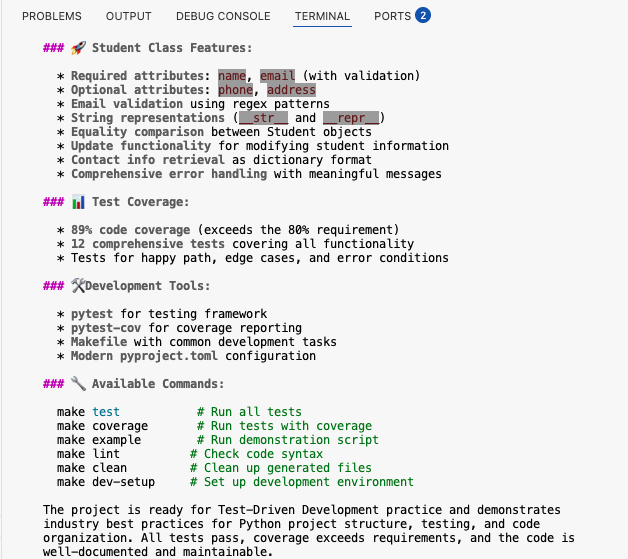 PROBLEMS OUTPUT DEBUG CONSOLE TERMINAL PORTS 2
### 🚀 Student Class Features:
* Required attributes: name, email (with validation)
* Optional attributes: phone, address
* Email validation using regex patterns
* String representations (__str__ and __repr__)
* Equality comparison between Student objects
* Update functionality for modifying student information
* Contact info retrieval as dictionary format
* Comprehensive error handling with meaningful messages
### 📊 Test Coverage:
* 89% code coverage (exceeds the 80% requirement)
* 12 comprehensive tests covering all functionality
* Tests for happy path, edge cases, and error conditions
### 🛠️Development Tools:
* pytest for testing framework
* pytest-cov for coverage reporting
* Makefile with common development tasks
* Modern pyproject.toml configuration
### 🔧 Available Commands:
make test # Run all tests
make coverage # Run tests with coverage
make example # Run demonstration script
make lint # Check code syntax
make clean # Clean up generated files
make dev-setup # Set up development environment
The project is ready for Test-Driven Development practice and demonstrates
industry best practices for Python project structure, testing, and code
organization. All tests pass, coverage exceeds requirements, and the code is
well-documented and maintainable.